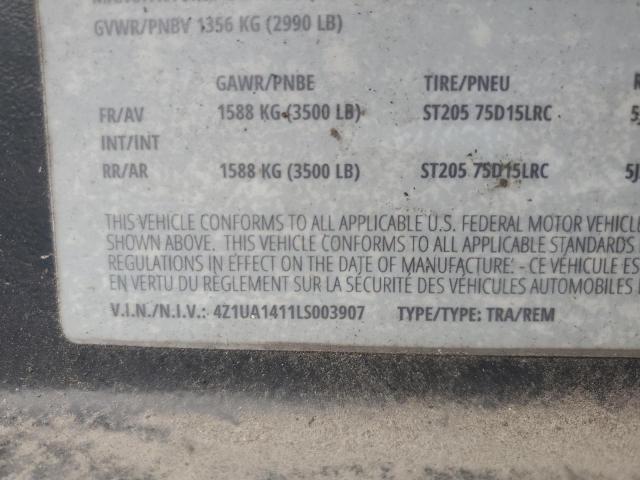 GVWR/PNBV 1356 KG (2990 LB)
GAWR/PNBE TIRE/PNEU
FR/AV 1588 KG (3500 LB) ST205 75D15LRC
INT/INT
RR/AR 1588 KG (3500 LB) ST205 75D15LRC
THIS VEHICLE CONFORMS TO ALL APPLICABLE U.S. FEDERAL MOTOR VEHICLE
SHOWN ABOVE. THIS VEHICLE CONFORMS TO ALL APPLICABLE STANDARDS
REGULATIONS IN EFFECT ON THE DATE OF MANUFACTURE. - CE VÉHICULE ES
EN VERTU DU RÈGLEMENT SUR LA SÉCURITÉ DES VÉHICULES AUTOMOBILES
V.I.N./N.I.V.: 4Z1UA1411LS003907 TYPE/TYPE: TRA/REM